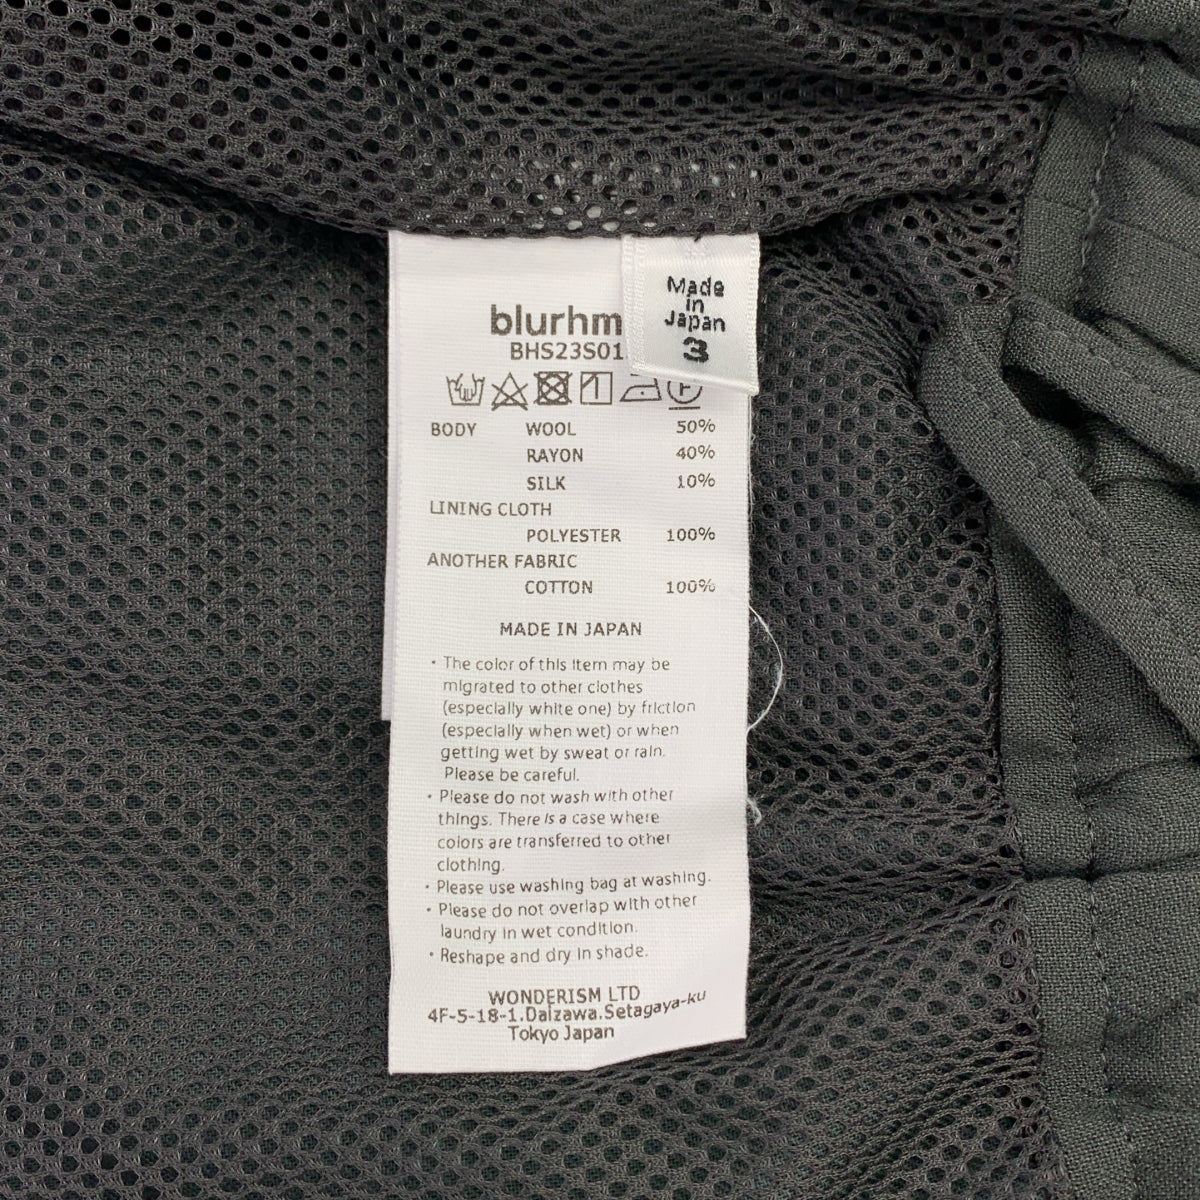 Made
in
Japan
3
blurhm
BHS23S01
BODY WOOL 50%
RAYON 40%
SILK 10%
LINING CLOTH
POLYESTER 100%
ANOTHER FABRIC
COTTON 100%
MADE IN JAPAN
・The color of this item may be
migrated to other clothes
(especially white one) by friction
(especially when wet) or when
getting wet by sweat or rain.
Please be careful.
・Please do not wash with other
things. There is a case where
colors are transferred to other
clothing.
・Please use washing bag at washing.
・Please do not overlap with other
laundry in wet condition.
・Reshape and dry in shade.
WONDERISM LTD
4F-5-18-1.Daizawa.Setagaya-ku
Tokyo Japan